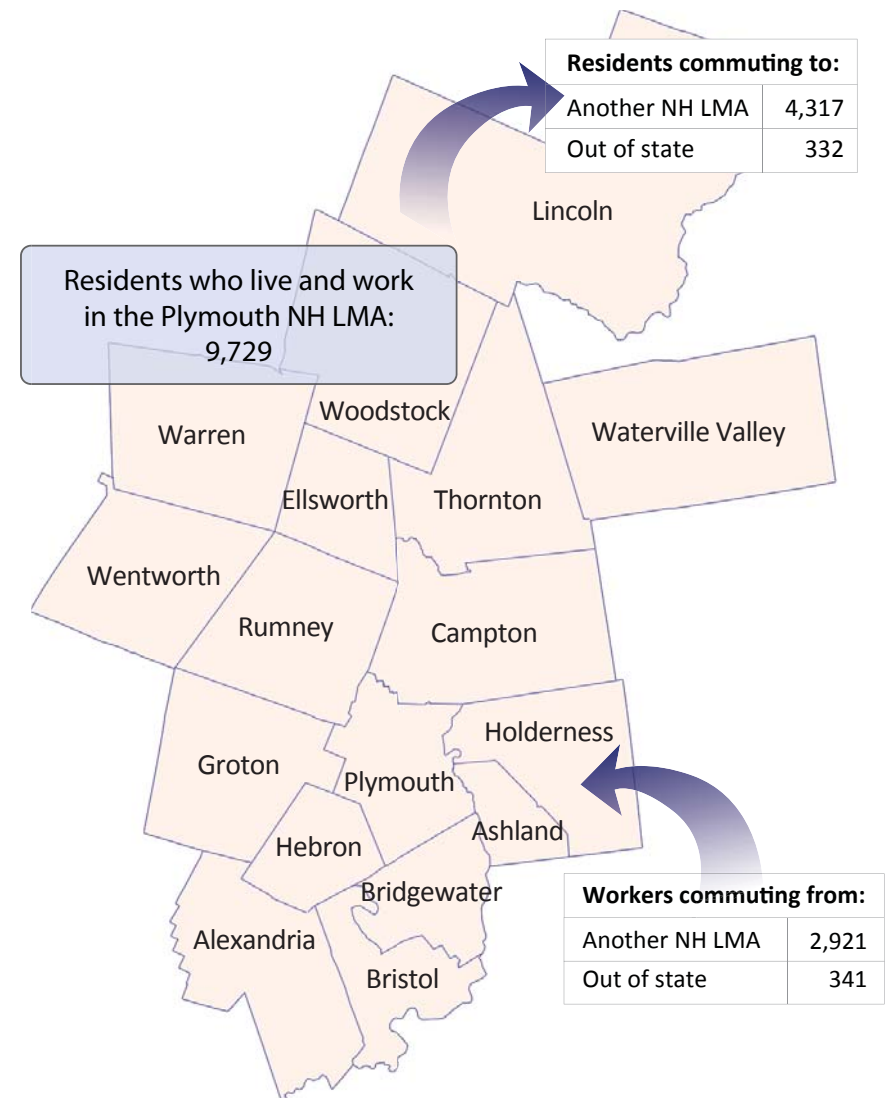 Residents commuting to:
Another NH LMA 4,317
Out of state 332
Lincoln
Residents who live and work
in the Plymouth NH LMA:
9,729
Woodstock
Warren
Waterville Valley
Ellsworth
Thornton
Wentworth
Rumney
Campton
Holderness
Groton
Plymouth
Ashland
Hebron
Bridgewater
Workers commuting from:
Another NH LMA 2,921
Out of state 341
Alexandria
Bristol